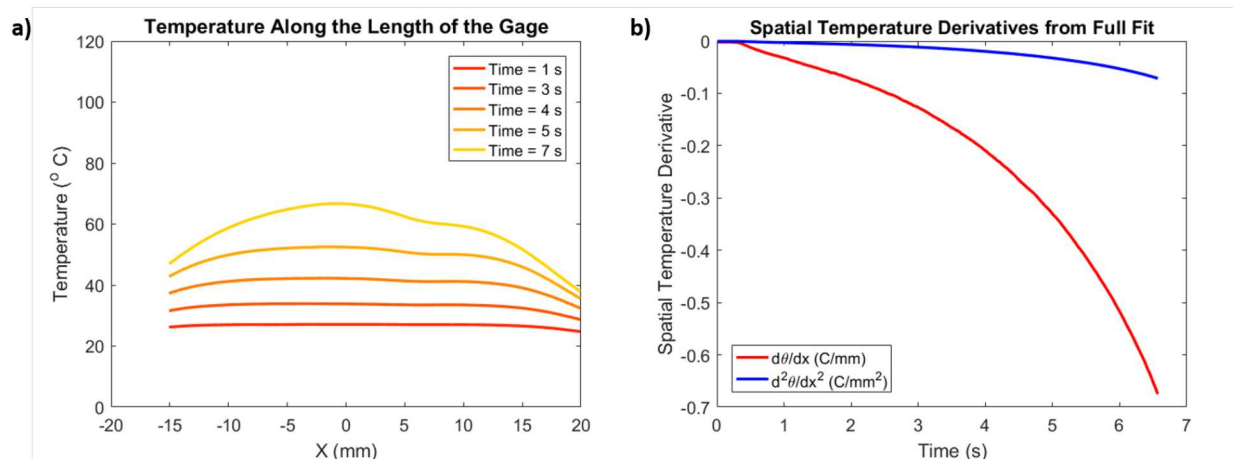 a)
Temperature Along the Length of the Gage
120
100
80
60
40
20
0
Temperature (° C)
-20 -15 -10 -5 0 5 10 15 20
X (mm)
Time = 1 s
Time = 3 s
Time = 4 s
Time = 5 s
Time = 7 s
b)
Spatial Temperature Derivatives from Full Fit
0
-0.1
-0.2
-0.3
-0.4
-0.5
-0.6
-0.7
Spatial Temperature Derivative
0 1 2 3 4 5 6 7
Time (s)
dθ/dx (C/mm)
d²θ/dx² (C/mm²)